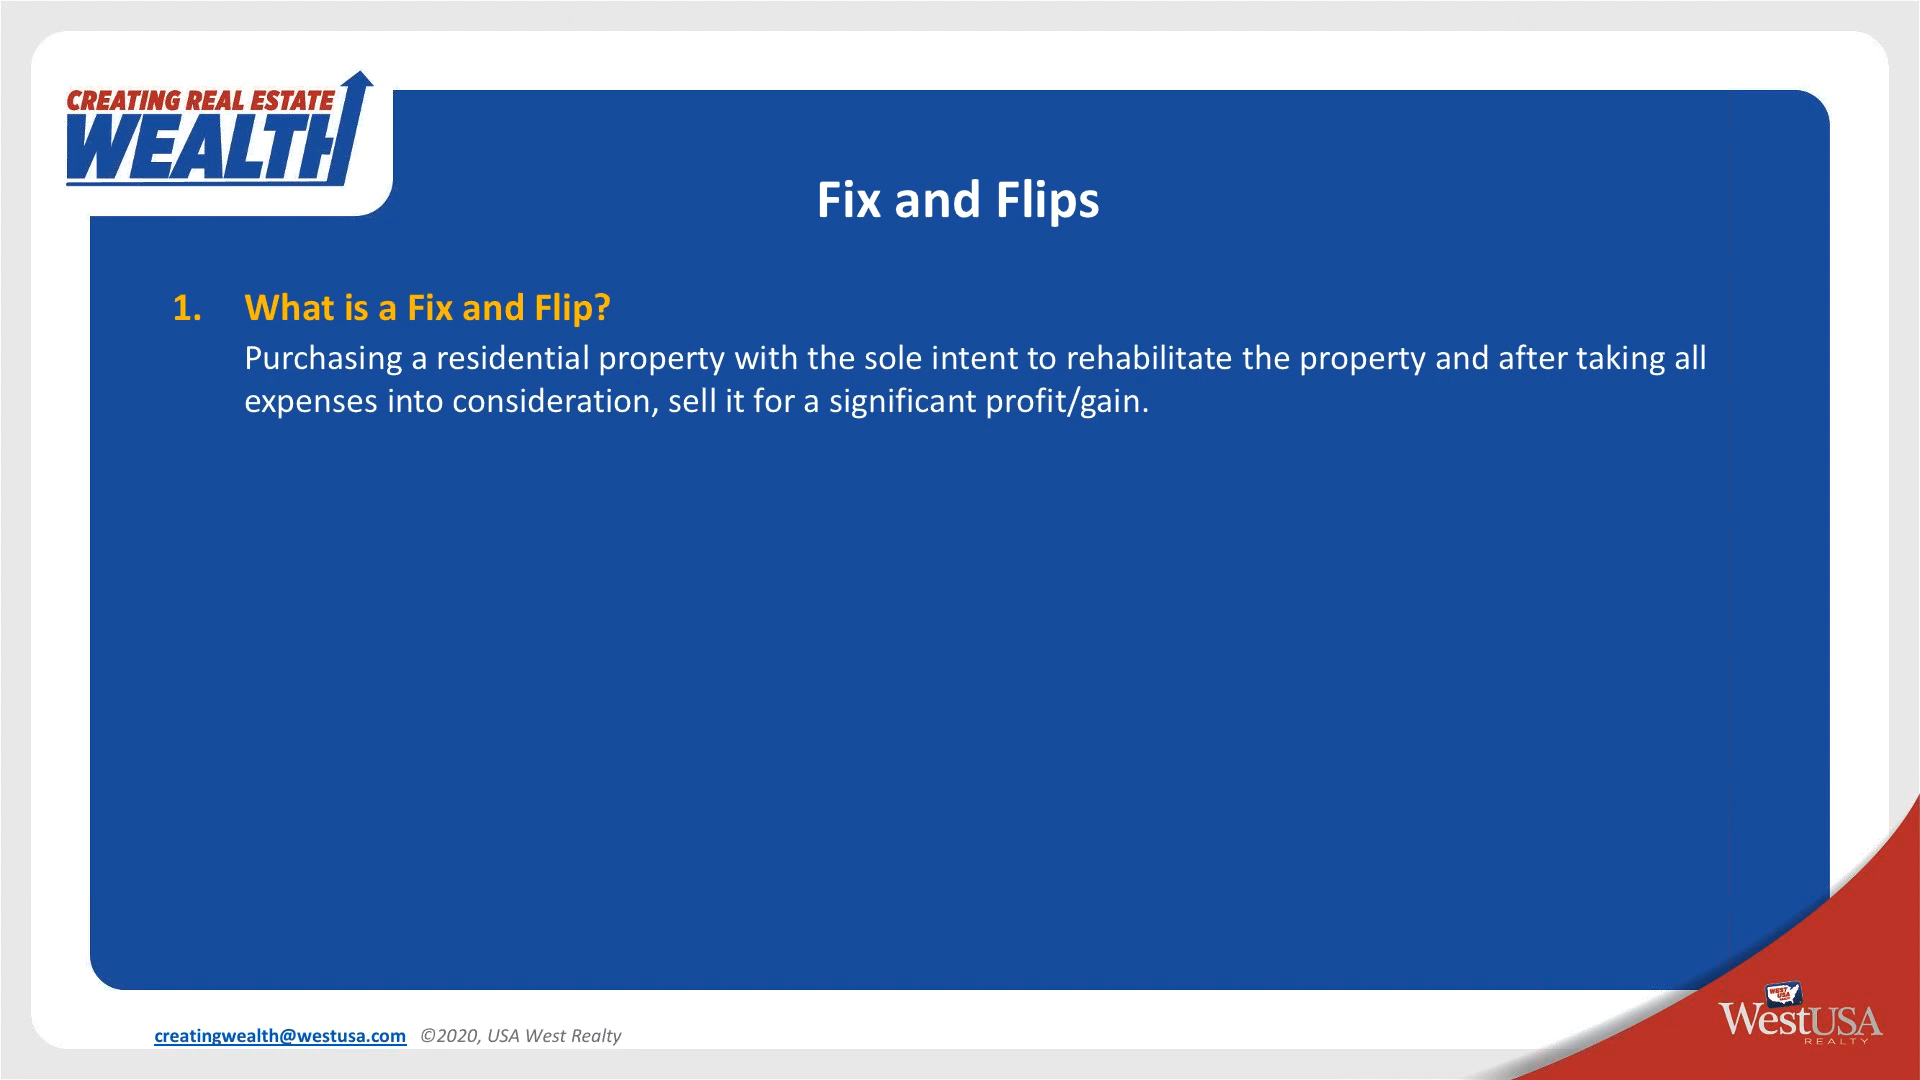 CREATING REAL ESTATE
WEALTH
Fix and Flips
1. What is a Fix and Flip?
Purchasing a residential property with the sole intent to rehabilitate the property and after taking all
expenses into consideration, sell it for a significant profit/gain.
creatingwealth@westusa.com ©2020, USA West Realty
WEST
USA
WestUSA
REALTY